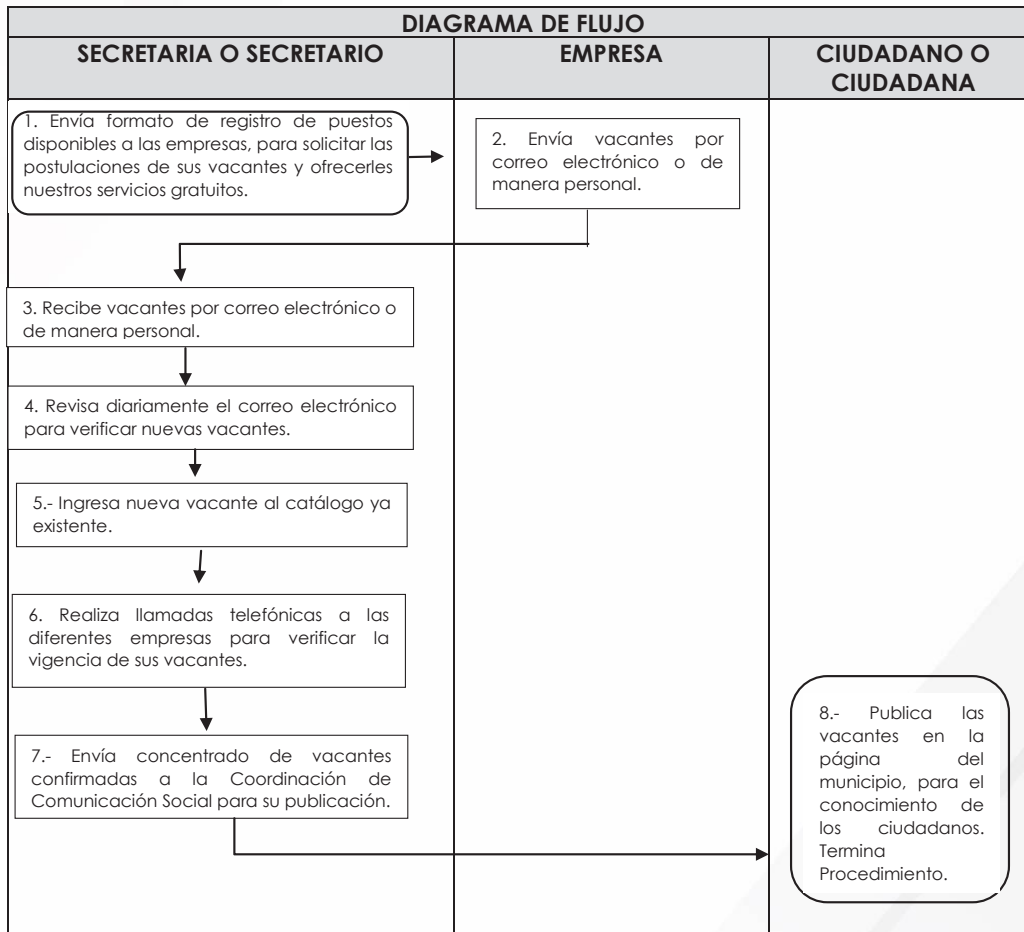 DIAGRAMA DE FLUJO
SECRETARIA O SECRETARIO
EMPRESA
CIUDADANO O
CIUDADANA
1. Envía formato de registro de puestos
disponibles a las empresas, para solicitar las
postulaciones de sus vacantes y ofrecerles
nuestros servicios gratuitos.
2. Envía vacantes por
correo electrónico o de
manera personal.
3. Recibe vacantes por correo electrónico o
de manera personal.
4. Revisa diariamente el correo electrónico
para verificar nuevas vacantes.
5.- Ingresa nueva vacante al catálogo ya
existente.
6. Realiza llamadas telefónicas a las
diferentes empresas para verificar la
vigencia de sus vacantes.
7.- Envía concentrado de vacantes
confirmadas a la Coordinación de
Comunicación Social para su publicación.
8.- Publica las
vacantes en la
página del
municipio, para el
conocimiento de
los ciudadanos.
Termina
Procedimiento.